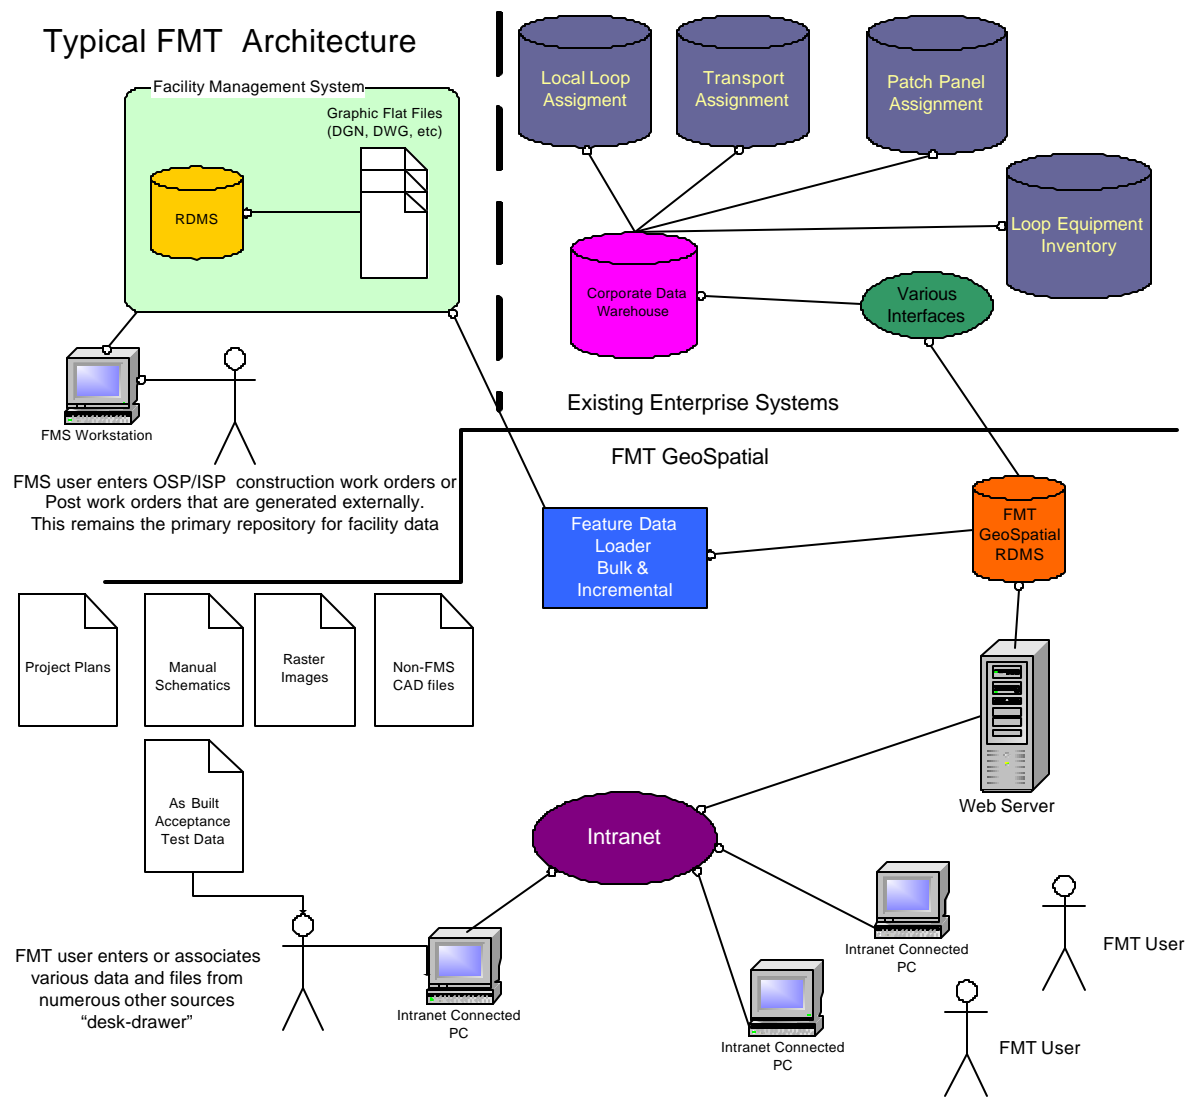 Typical FMT Architecture
Facility Management System
Graphic Flat Files
(DGN, DWG, etc)
RDMS
FMS Workstation
FMS user enters OSP/ISP construction work orders or
Post work orders that are generated externally.
This remains the primary repository for facility data
Local Loop
Assigment
Transport
Assignment
Patch Panel
Assignment
Loop Equipment
Inventory
Corporate Data
Warehouse
Various
Interfaces
Existing Enterprise Systems
FMT GeoSpatial
Feature Data
Loader
Bulk &
Incremental
FMT
GeoSpatial
RDMS
Web Server
Project Plans
Manual
Schematics
Raster
Images
Non-FMS
CAD files
As Built
Acceptance
Test Data
Intranet
FMT user enters or associates
various data and files from
numerous other sources
“desk-drawer”
Intranet Connected
PC
Intranet Connected
PC
Intranet Connected
PC
FMT User
FMT User